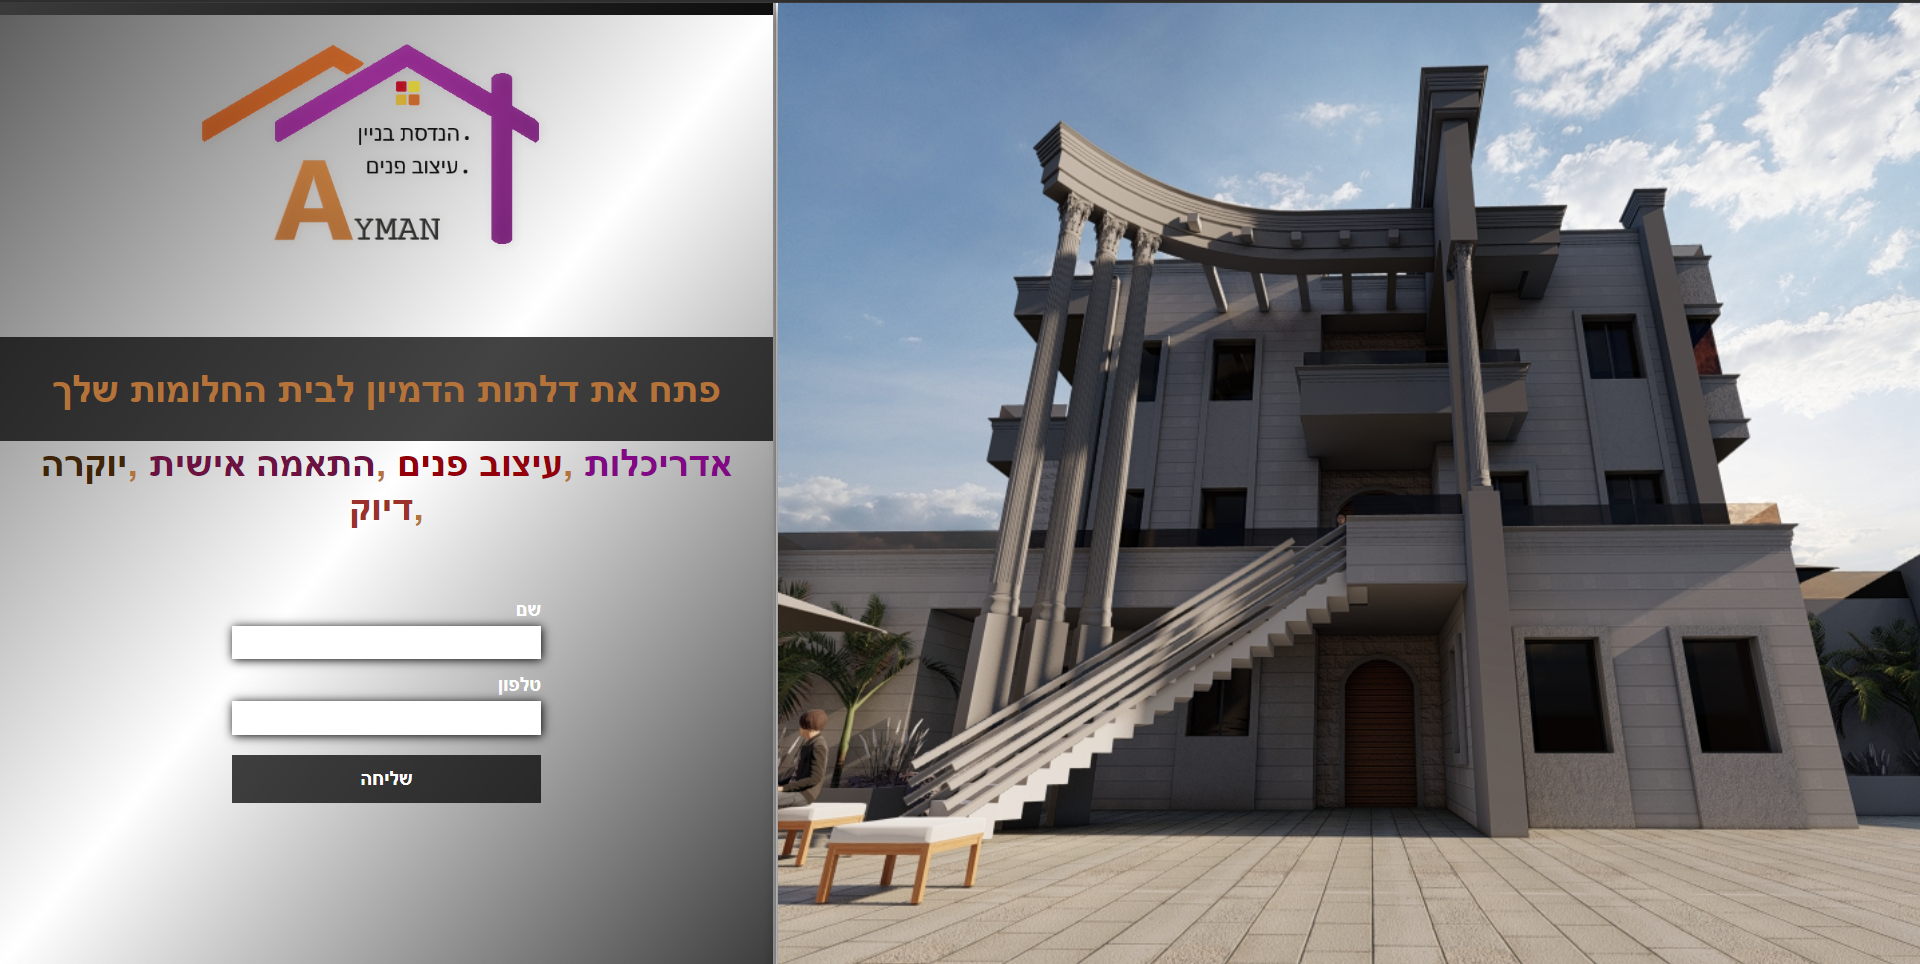 הנדסת בניין.
עיצוב פנים.
AYMAN
פתח את דלתות הדמיון לבית החלומות שלך
אדריכלות ,עיצוב פנים ,התאמה אישית ,יוקרה
,דיוק
שם
טלפון
שליחה